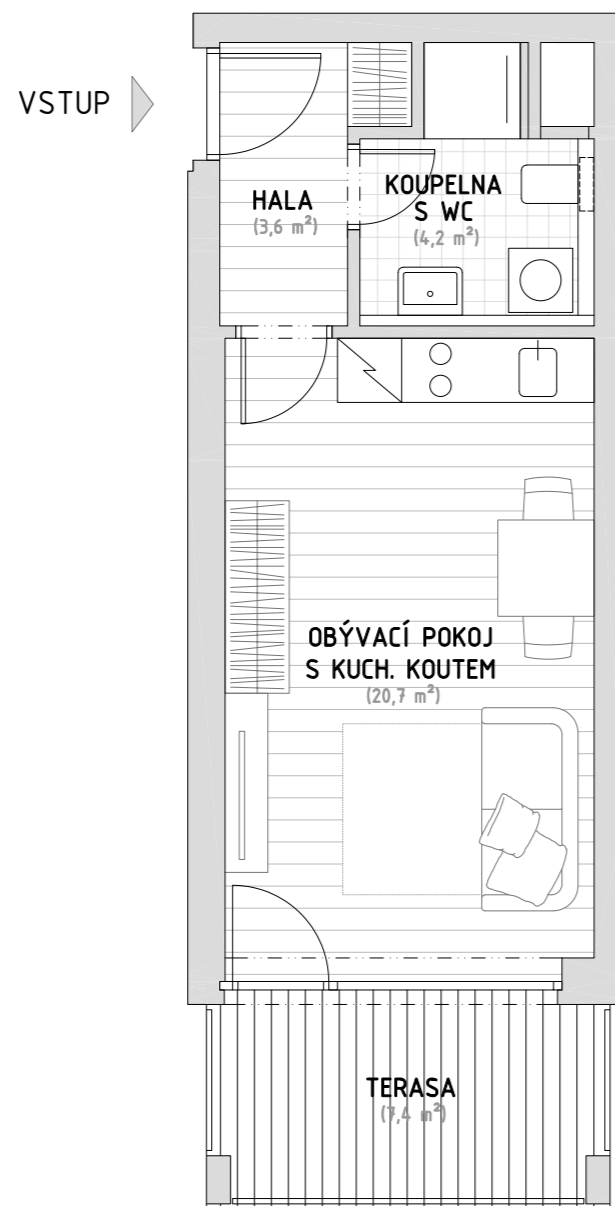 VSTUP
HALA
(3,6 m²)
KOUPELNA
S WC
(4,2 m²)
OBÝVACÍ POKOJ
S KUCH. KOUTEM
(20,7 m²)
TERASA
(7,4 m²)